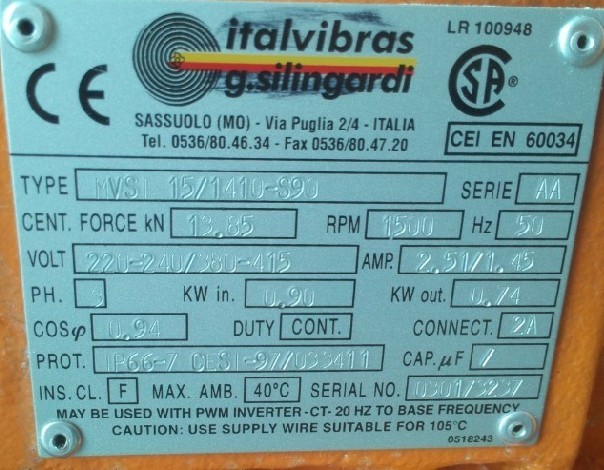 italvibras
g.silingardi
LR 100948
CE
CSA ®
SASSUOLO (MO) - Via Puglia 2/4 - ITALIA
Tel. 0536/80.46.34 - Fax 0536/80.47.20
CEI EN 60034
TYPE MVSI 15/1410-S90 SERIE AA
CENT. FORCE kN 13.85 RPM 1500 Hz 50
VOLT 220-240/380-415 AMP. 2.51/1.45
PH. 3 KW in. 0.90 KW out. 0.74
COSφ 0.94 DUTY CONT. CONNECT. 2A
PROT. IP66-7 CESI-97/033411 CAP. µF /
INS. CL. F MAX. AMB. 40°C SERIAL NO. 0301/3237
MAY BE USED WITH PWM INVERTER -CT- 20 HZ TO BASE FREQUENCY
CAUTION: USE SUPPLY WIRE SUITABLE FOR 105°C
0518243